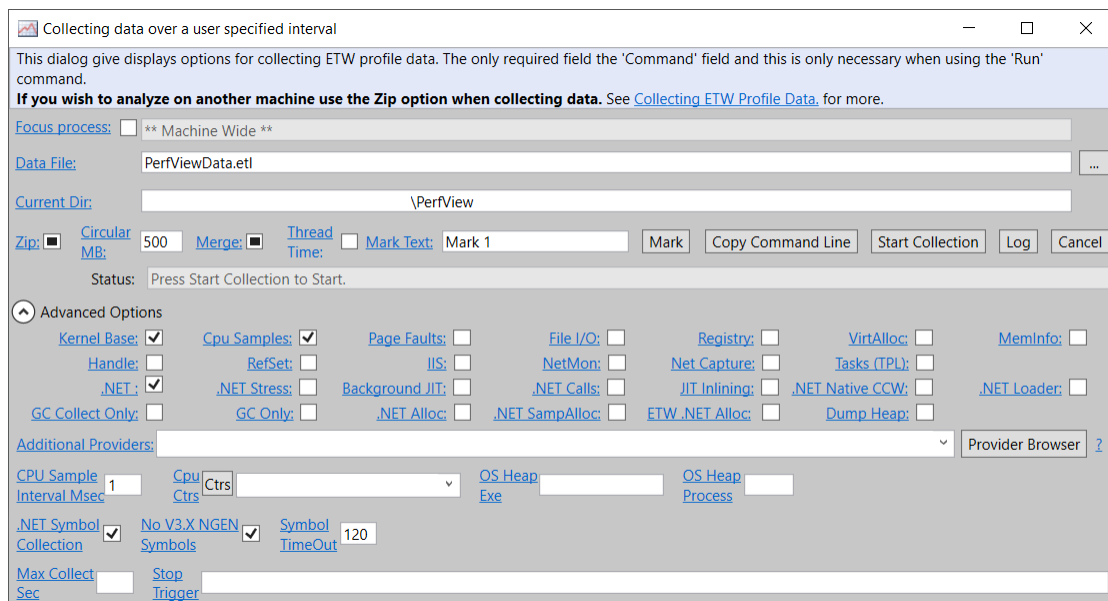 Collecting data over a user specified interval
This dialog give displays options for collecting ETW profile data. The only required field the 'Command' field and this is only necessary when using the 'Run'
command.
If you wish to analyze on another machine use the Zip option when collecting data. See Collecting ETW Profile Data. for more.
Focus process: ** Machine Wide **
Data File: PerfViewData.etl ...
Current Dir: \PerfView
Zip: Circular MB: 500 Merge: Thread Time: Mark Text: Mark 1 Mark Copy Command Line Start Collection Log Cancel
Status: Press Start Collection to Start.
Advanced Options
Kernel Base: Cpu Samples: Page Faults: File I/O: Registry: VirtAlloc: MemInfo:
Handle: RefSet: IIS: NetMon: Net Capture: Tasks (TPL):
.NET : .NET Stress: Background JIT: .NET Calls: JIT Inlining: .NET Native CCW: .NET Loader:
GC Collect Only: GC Only: .NET Alloc: .NET SampAlloc: ETW .NET Alloc: Dump Heap:
Additional Providers: Provider Browser ?
CPU Sample Interval Msec 1 Cpu Ctrs Ctrs OS Heap Exe OS Heap Process
.NET Symbol Collection No V3.X NGEN Symbols Symbol TimeOut 120
Max Collect Sec Stop Trigger